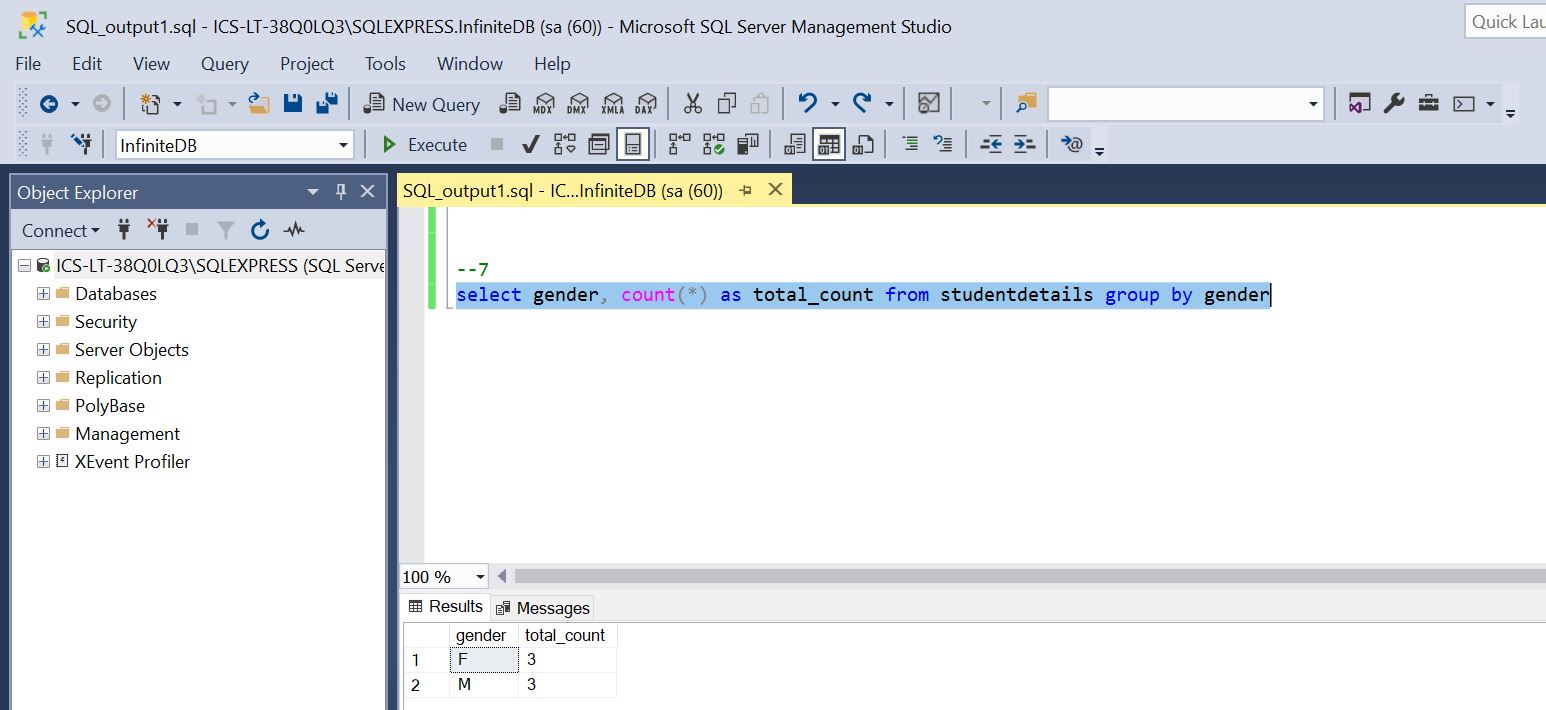 SQL_output1.sql - ICS-LT-38Q0LQ3\SQLEXPRESS.InfiniteDB (sa (60)) - Microsoft SQL Server Management Studio
Quick Lau
File Edit View Query Project Tools Window Help
New Query MDX DMX XMLA DAX
InfiniteDB Execute
Object Explorer
Connect
ICS-LT-38Q0LQ3\SQLEXPRESS (SQL Serve
Databases
Security
Server Objects
Replication
PolyBase
Management
XEvent Profiler
SQL_output1.sql - IC...InfiniteDB (sa (60))
--7
select gender, count(*) as total_count from studentdetails group by gender
100 %
Results Messages
gender total_count
1 F 3
2 M 3